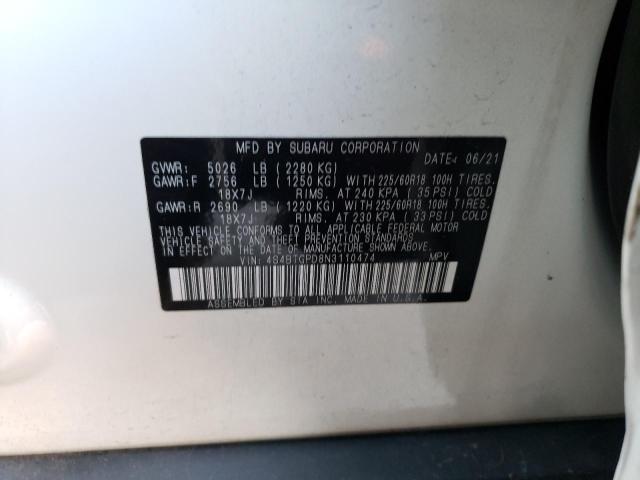 MFD BY SUBARU CORPORATION
DATE: 06/21
GVWR: 5026 LB ( 2280 KG)
GAWR:F 2756 LB ( 1250 KG) WITH 225/60R18 100H TIRES.
18X7J RIMS. AT 240 KPA ( 35 PSI) COLD
GAWR:R 2690 LB ( 1220 KG) WITH 225/60R18 100H TIRES.
18X7J RIMS. AT 230 KPA ( 33 PSI) COLD
THIS VEHICLE CONFORMS TO ALL APPLICABLE FEDERAL MOTOR
VEHICLE SAFETY, BUMPER, AND THEFT PREVENTION STANDARDS
IN EFFECT ON THE DATE OF MANUFACTURE SHOWN ABOVE.
VIN: 4S4BTGPD8N3110474 MPV
ASSEMBLED BY SIA INC. MADE IN U.S.A.